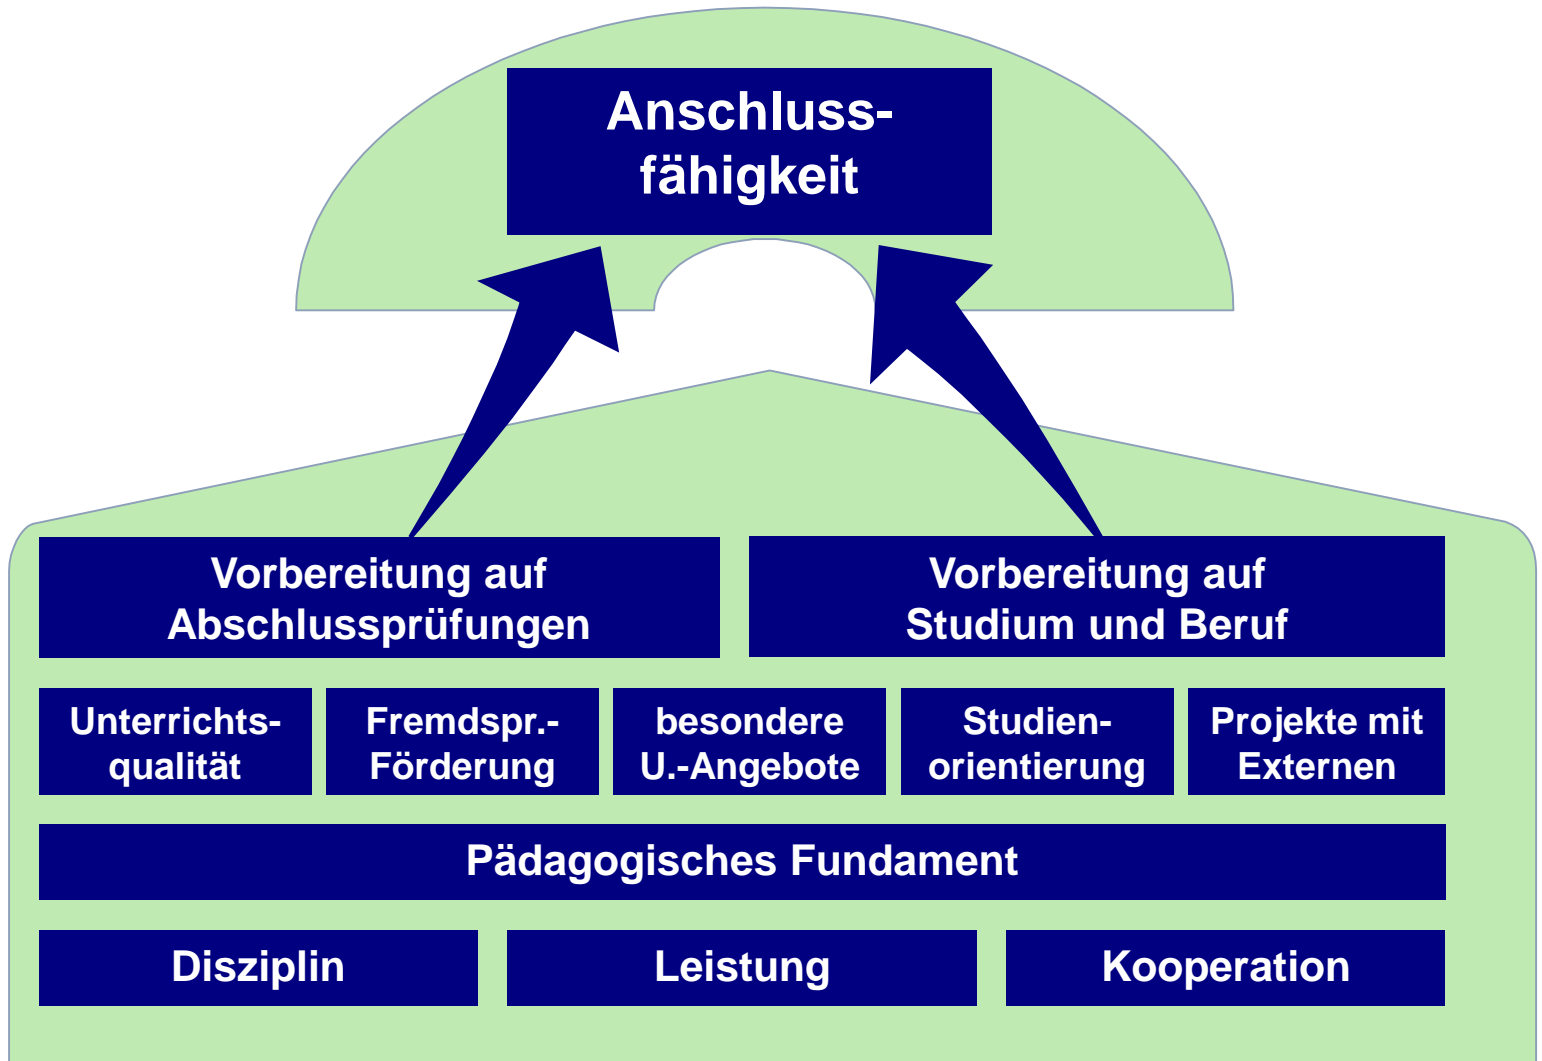 Anschluss-
fähigkeit
Vorbereitung auf
Abschlussprüfungen
Vorbereitung auf
Studium und Beruf
Unterrichts-
qualität
Fremdspr.-
Förderung
besondere
U.-Angebote
Studien-
orientierung
Projekte mit
Externen
Pädagogisches Fundament
Disziplin
Leistung
Kooperation